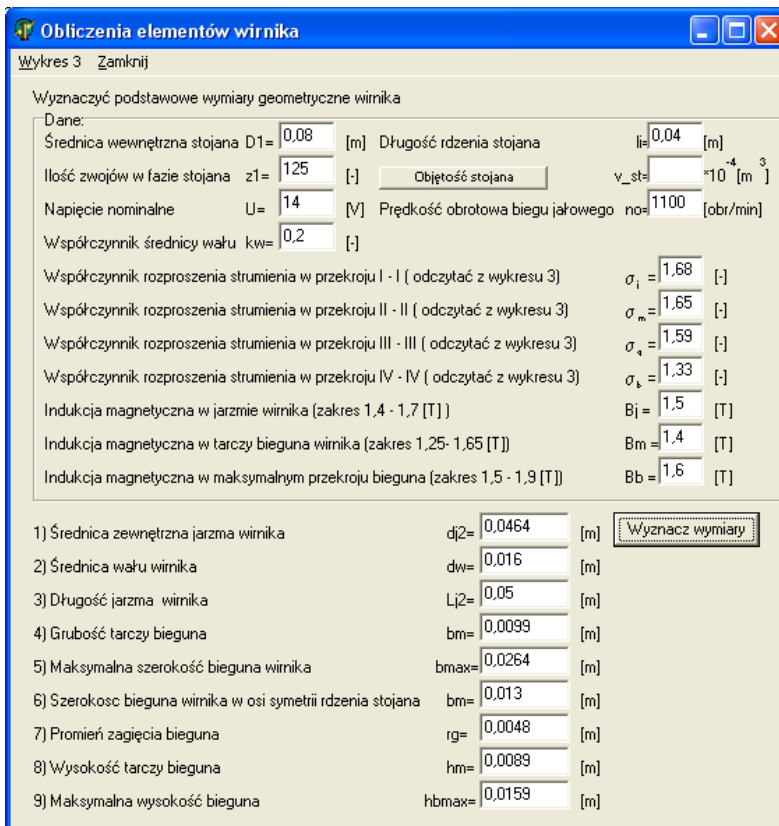 Obliczenia elementów wirnika
Wykres 3 Zamknij
Wyznaczyć podstawowe wymiary geometryczne wirnika
Dane:
Średnica wewnętrzna stojana D1= 0,08 [m] Długość rdzenia stojana li= 0,04 [m]
Ilość zwojów w fazie stojana z1= 125 [-] Objętość stojana v_st= *10 -4 [m 3 ]
Napięcie nominalne U= 14 [V] Prędkość obrotowa biegu jałowego no= 1100 [obr/min]
Współczynnik średnicy wału kw= 0,2 [-]
Współczynnik rozproszenia strumienia w przekroju I - I ( odczytać z wykresu 3) σ j = 1,68 [-]
Współczynnik rozproszenia strumienia w przekroju II - II ( odczytać z wykresu 3) σ m = 1,65 [-]
Współczynnik rozproszenia strumienia w przekroju III - III ( odczytać z wykresu 3) σ q = 1,59 [-]
Współczynnik rozproszenia strumienia w przekroju IV - IV ( odczytać z wykresu 3) σ b = 1,33 [-]
Indukcja magnetyczna w jarzmie wirnika (zakres 1,4 - 1,7 [T] ) Bj = 1,5 [T]
Indukcja magnetyczna w tarczy bieguna wirnika (zakres 1,25- 1,65 [T]) Bm = 1,4 [T]
Indukcja magnetyczna w maksymalnym przekroju bieguna (zakres 1,5 - 1,9 [T]) Bb = 1,6 [T]
1) Średnica zewnętrzna jarzma wirnika dj2= 0,0464 [m] Wyznacz wymiary
2) Średnica wału wirnika dw= 0,016 [m]
3) Długość jarzma wirnika Lj2= 0,05 [m]
4) Grubość tarczy bieguna bm= 0,0099 [m]
5) Maksymalna szerokość bieguna wirnika bmax= 0,0264 [m]
6) Szerokosc bieguna wirnika w osi symetrii rdzenia stojana bm= 0,013 [m]
7) Promień zagięcia bieguna rg= 0,0048 [m]
8) Wysokość tarczy bieguna hm= 0,0089 [m]
9) Maksymalna wysokość bieguna hbmax= 0,0159 [m]